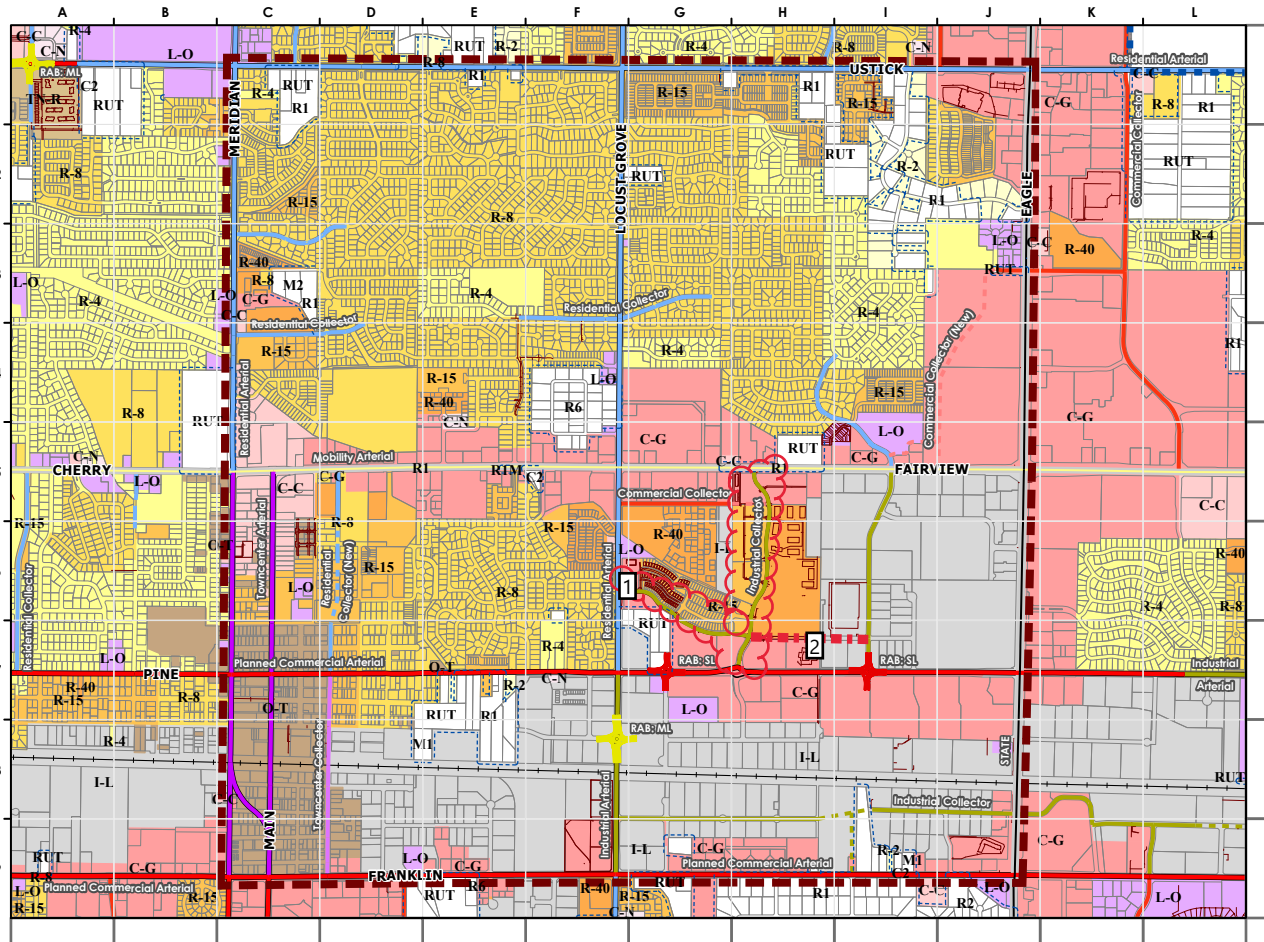 A B C D E F G H I J K L
C-C
C-N
R-4
L-O
R-8
RUT
R-2
R-4
R-8
C-N
Residential Arterial
RAB: ML
C2
TN-R
RUT
R-4
RUT
R1
R1
USTICK
R-15
R1
R-15
C-G
C-C
R-8
R1
MERIDIAN
LOCUST GROVE
EAGLE
Commercial Collector
R-8
R-15
R-8
RUT
RUT
R-2
R1
RUT
R-4
L-O
C-C
R-40
RUT
L-O
R-4
R-40
R-8
M2
C-G
R1
L-O
C-C
R-4
Residential Collector
Residential Collector
R-4
R-4
Commercial Collector (New)
R1
R-15
R-15
R-40
C-N
R6
L-O
R-15
L-O
R-8
RUT
Residential Arterial
C-G
C-G
RUT
C-G
CHERRY
C-N
L-O
Mobility Arterial
R1
RTM
C2
C-C
R1
FAIRVIEW
C-G
C-C
R-8
Commercial Collecto
C-C
R-15
Towncenter Arterial
R-15
R-40
I-L
Industrial Collector
C-T
L-O
Residential Collector (New)
R-15
R-8
L-O
Residential Arterial
1
R-15
RUT
R-40
R-4
R-8
Residential Collector
L-O
R-4
2
PINE
Planned Commercial Arterial
O-T
C-N
RAB: SL
RAB: SL
Industrial
Arterial
R-40
R-15
R-8
O-T
R-2
RUT
R1
C-G
L-O
R-4
M1
RAB: ML
I-L
STATE
I-L
Towncenter Collector
RUT
C-C
MAIN
Industrial Arterial
Industrial Collector
C-G
RUT
C-G
L-O
C-G
I-L
C-G
R-2
M1
C2
Planned Commercial Arterial
FRANKLIN
R-8
L-O
Planned Commercial Arterial
R-15
R-15
RUT
R6
R-40
C-N
R-15
RUT
R1
C-C
R2
L-O
L-O